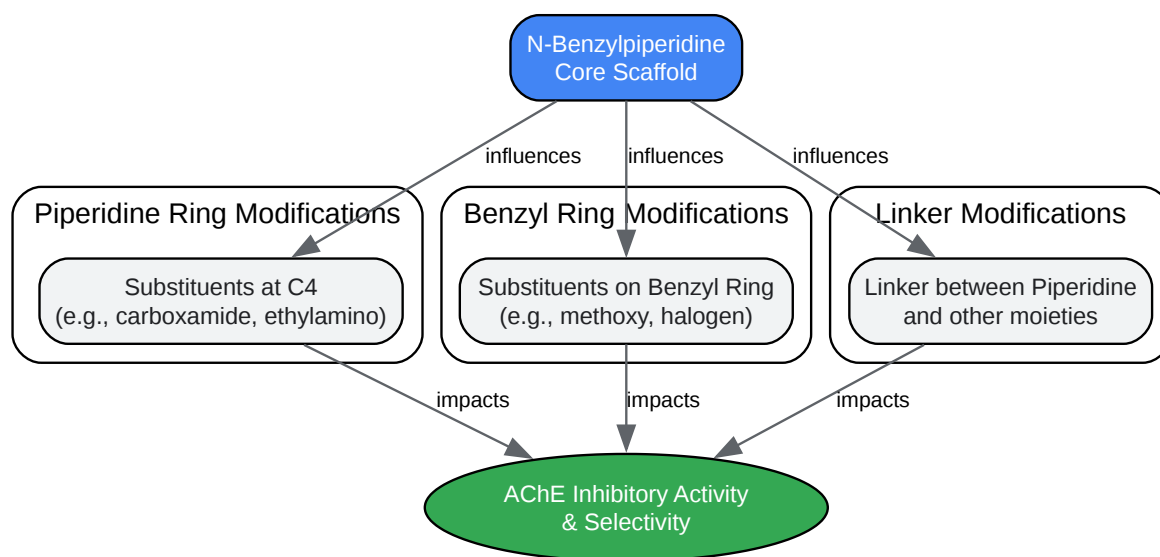 N-Benzylpiperidine
Core Scaffold
influences
influences
influences
Piperidine Ring Modifications
Benzyl Ring Modifications
Linker Modifications
Substituents at C4
(e.g., carboxamide, ethylamino)
Substituents on Benzyl Ring
(e.g., methoxy, halogen)
Linker between Piperidine
and other moieties
impacts
impacts
impacts
AChE Inhibitory Activity
& Selectivity